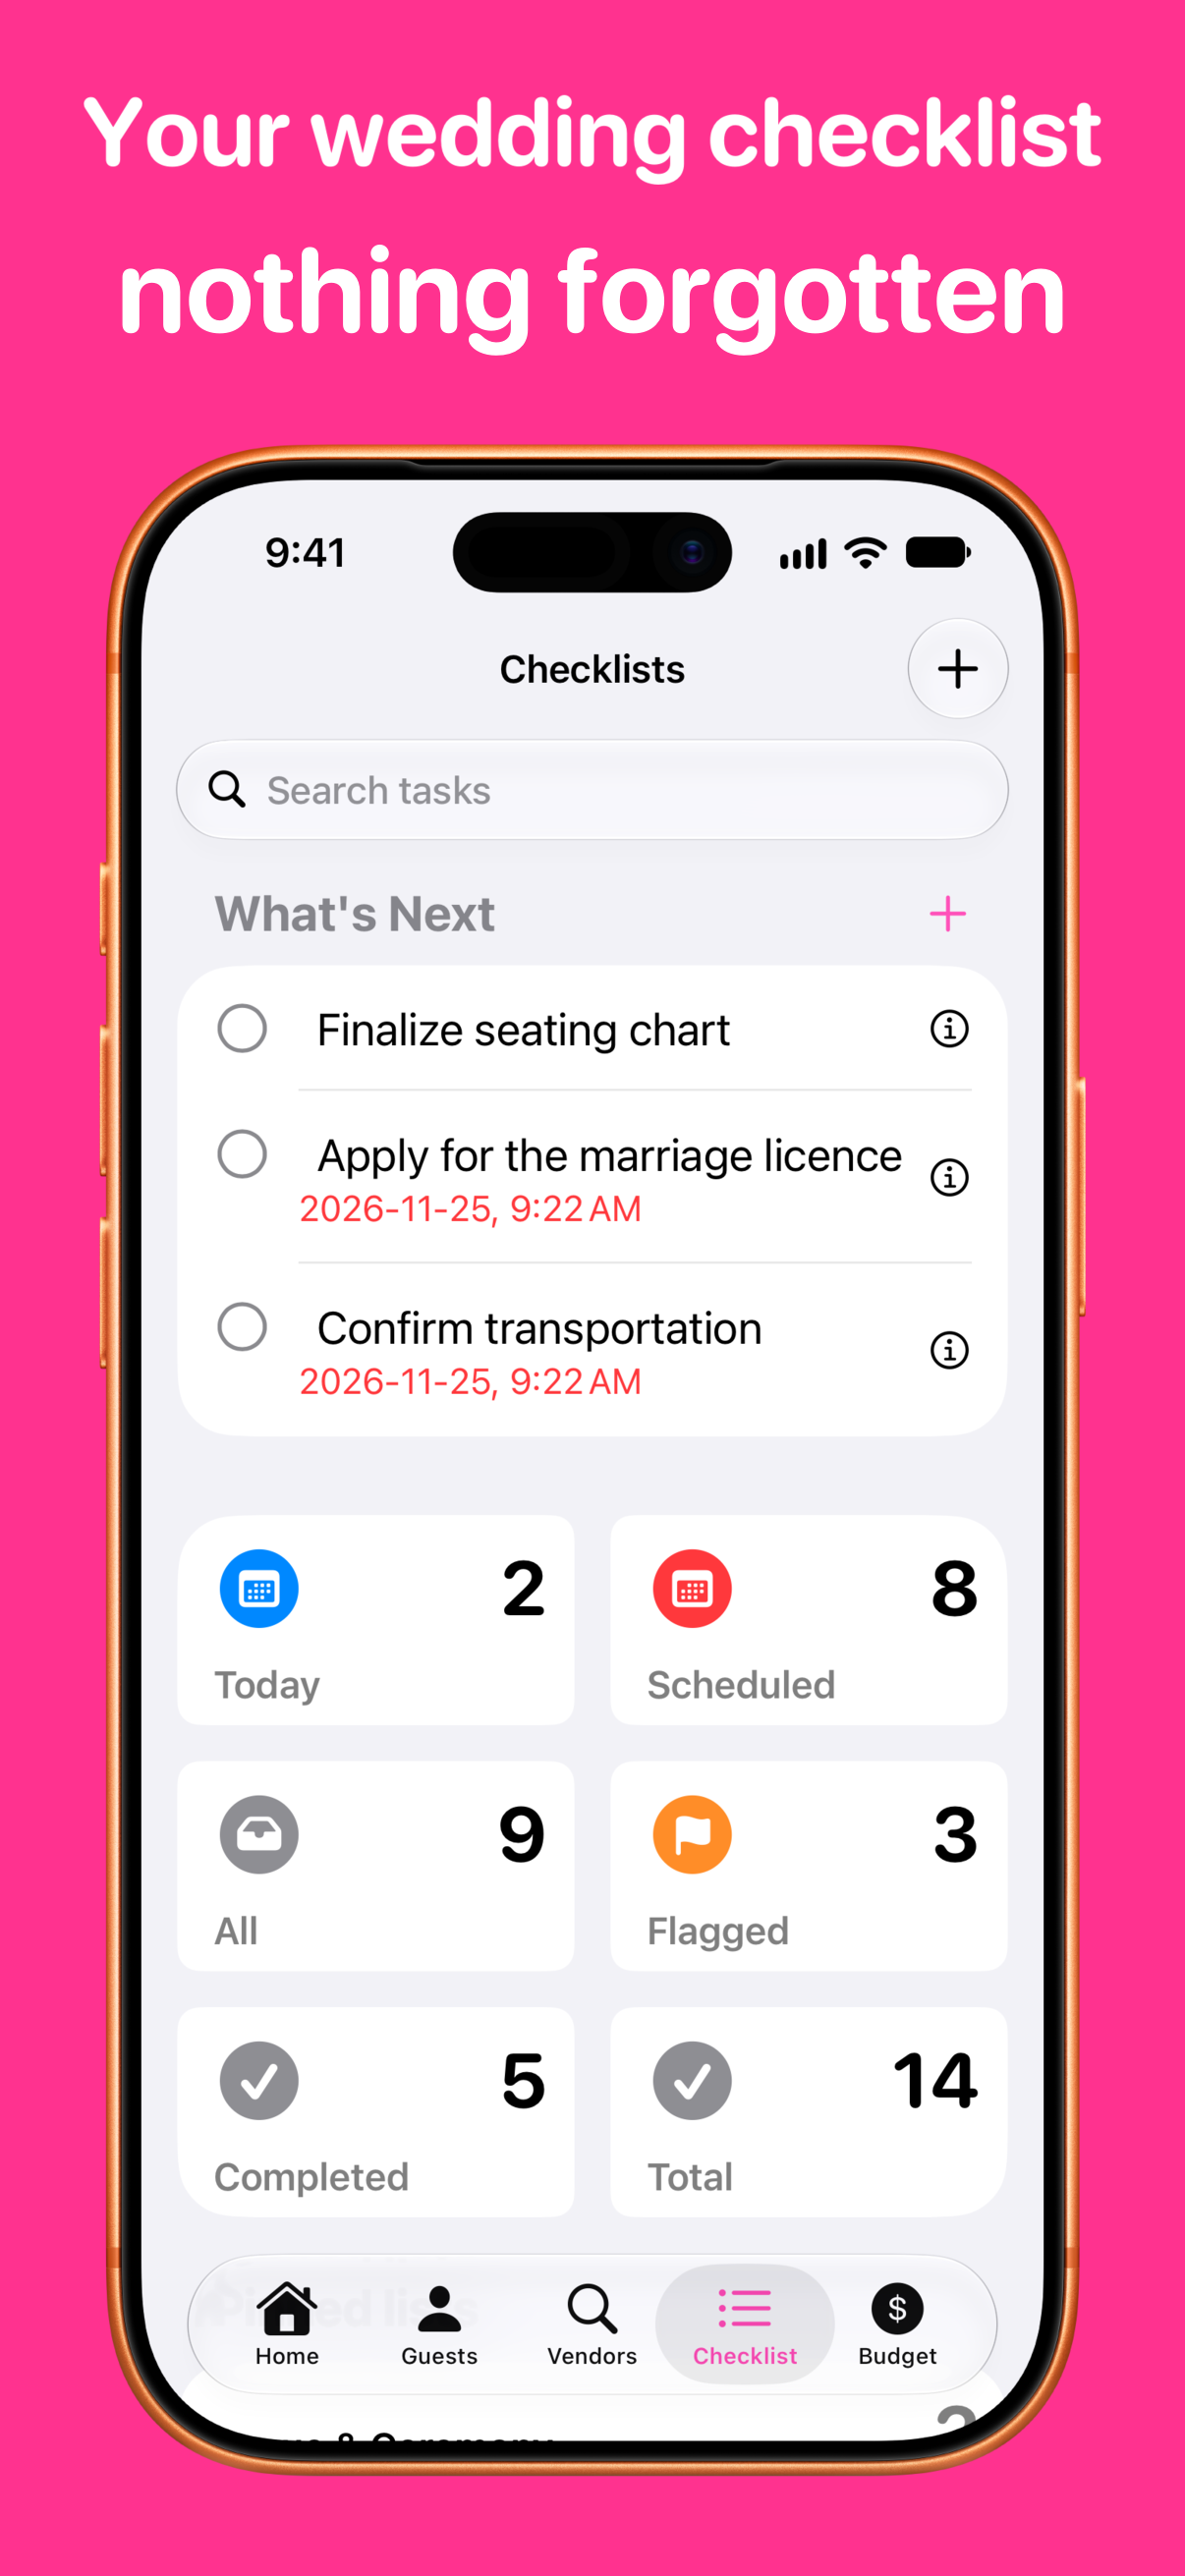 Your wedding checklist
nothing forgotten
9:41
Checklists
Search tasks
What's Next
Finalize seating chart
Apply for the marriage licence
2026-11-25, 9:22 AM
Confirm transportation
2026-11-25, 9:22 AM
2
Today
8
Scheduled
9
All
3
Flagged
5
Completed
14
Total
Home
Guests
Vendors
Checklist
$
Budget
& Ceremony